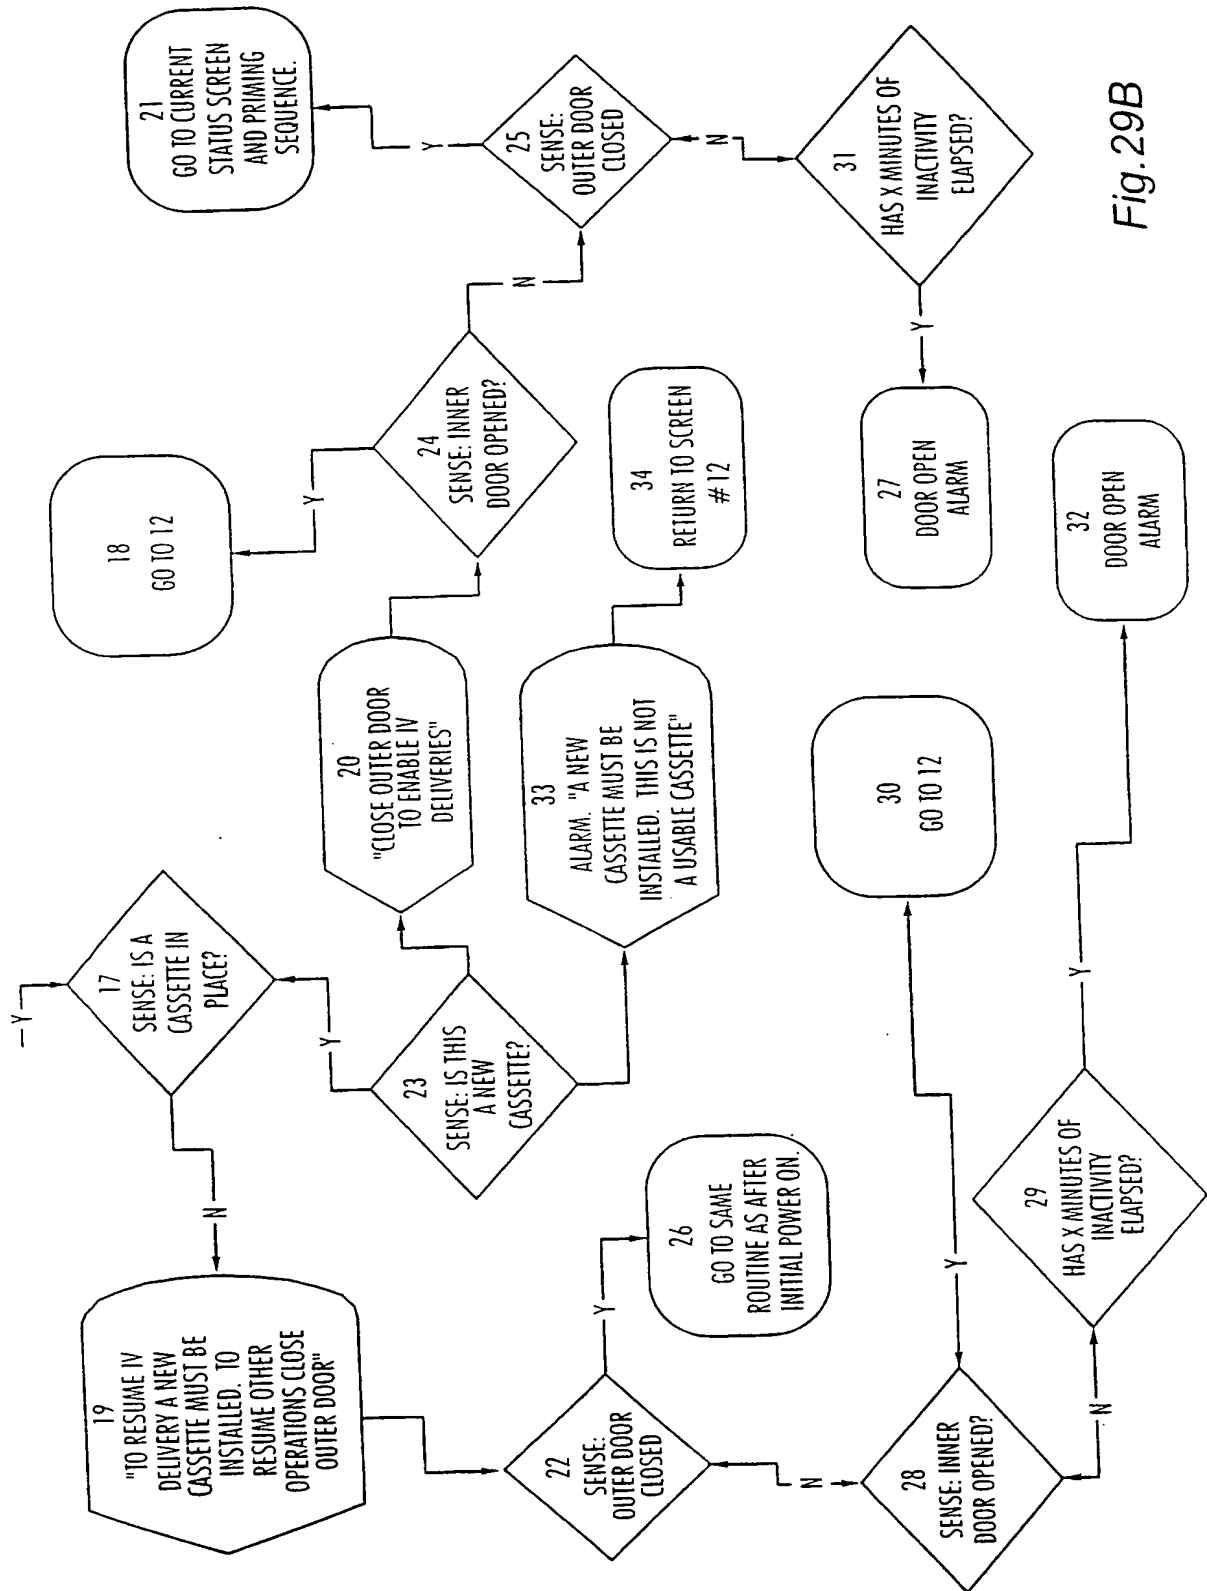 — Y —
17
SENSE: IS A
CASSETTE IN
PLACE?
N
Y
19
"TO RESUME IV
DELIVERY A NEW
CASSETTE MUST BE
INSTALLED. TO
RESUME OTHER
OPERATIONS CLOSE
OUTER DOOR"
23
SENSE: IS THIS
A NEW
CASSETTE?
20
"CLOSE OUTER DOOR
TO ENABLE IV
DELIVERIES"
18
GO TO 12
Y
24
SENSE: INNER
DOOR OPENED?
N
21
GO TO CURRENT
STATUS SCREEN
AND PRIMING
SEQUENCE.
Y
25
SENSE:
OUTER DOOR
CLOSED
N
31
HAS X MINUTES OF
INACTIVITY
ELAPSED?
Y
27
DOOR OPEN
ALARM
33
ALARM. "A NEW
CASSETTE MUST BE
INSTALLED. THIS IS NOT
A USABLE CASSETTE"
34
RETURN TO SCREEN
#12
22
SENSE:
OUTER DOOR
CLOSED
Y
26
GO TO SAME
ROUTINE AS AFTER
INITIAL POWER ON.
N
28
SENSE: INNER
DOOR OPENED?
Y
30
GO TO 12
N
29
HAS X MINUTES OF
INACTIVITY
ELAPSED?
Y
32
DOOR OPEN
ALARM
Fig.29B